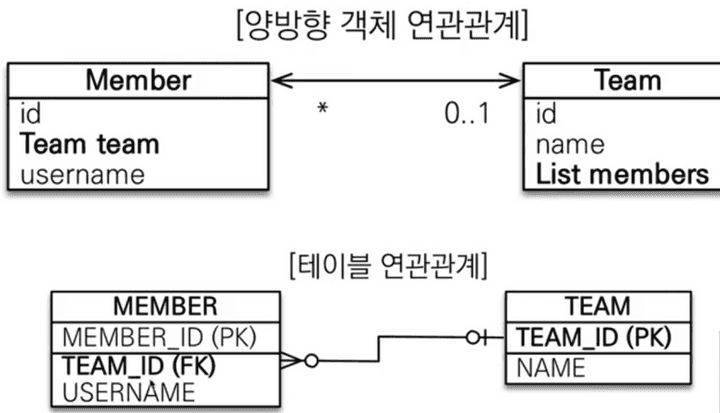 [양방향 객체 연관관계]
Member
id
Team team
username
* 0..1
Team
id
name
List members
[테이블 연관관계]
MEMBER
MEMBER_ID (PK)
TEAM_ID (FK)
USERNAME
TEAM
TEAM_ID (PK)
NAME